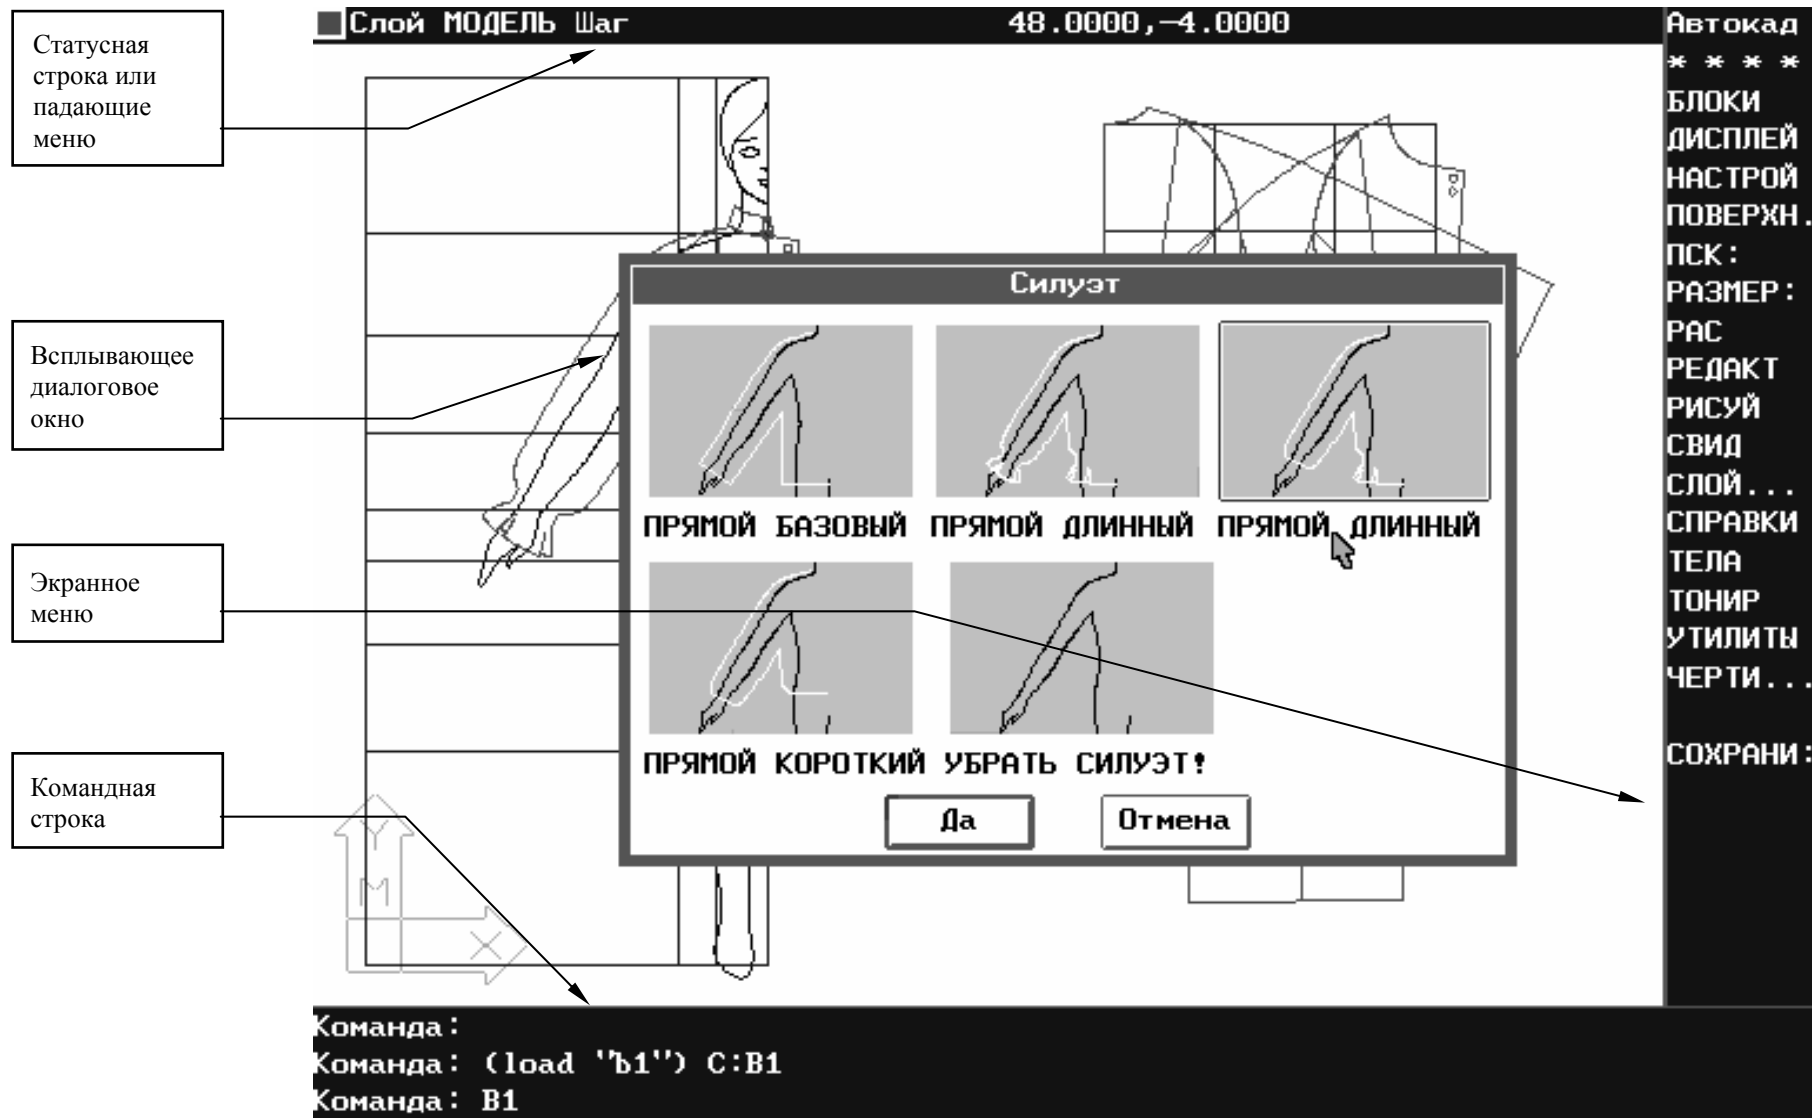 Статусная
строка или
падающие
меню
Всплывающее
диалоговое
окно
Экранное
меню
Командная
строка
Слой МОДЕЛЬ Шаг 48.0000,-4.0000
Автокад
* * * *
БЛОКИ
ДИСПЛЕЙ
НАСТРОЙ
ПОВЕРХН.
ПСК:
РАЗМЕР:
РАС
РЕДАКТ
РИСУЙ
СВИД
СЛОЙ...
СПРАВКИ
ТЕЛА
ТОНИР
УТИЛИТЫ
ЧЕРТИ...
СОХРАНИ:
Силуэт
ПРЯМОЙ БАЗОВЫЙ ПРЯМОЙ ДЛИННЫЙ ПРЯМОЙ ДЛИННЫЙ
ПРЯМОЙ КОРОТКИЙ УБРАТЬ СИЛУЭТ!
Да Отмена
Y
M
X
Команда:
Команда: (load "b1") C:B1
Команда: B1